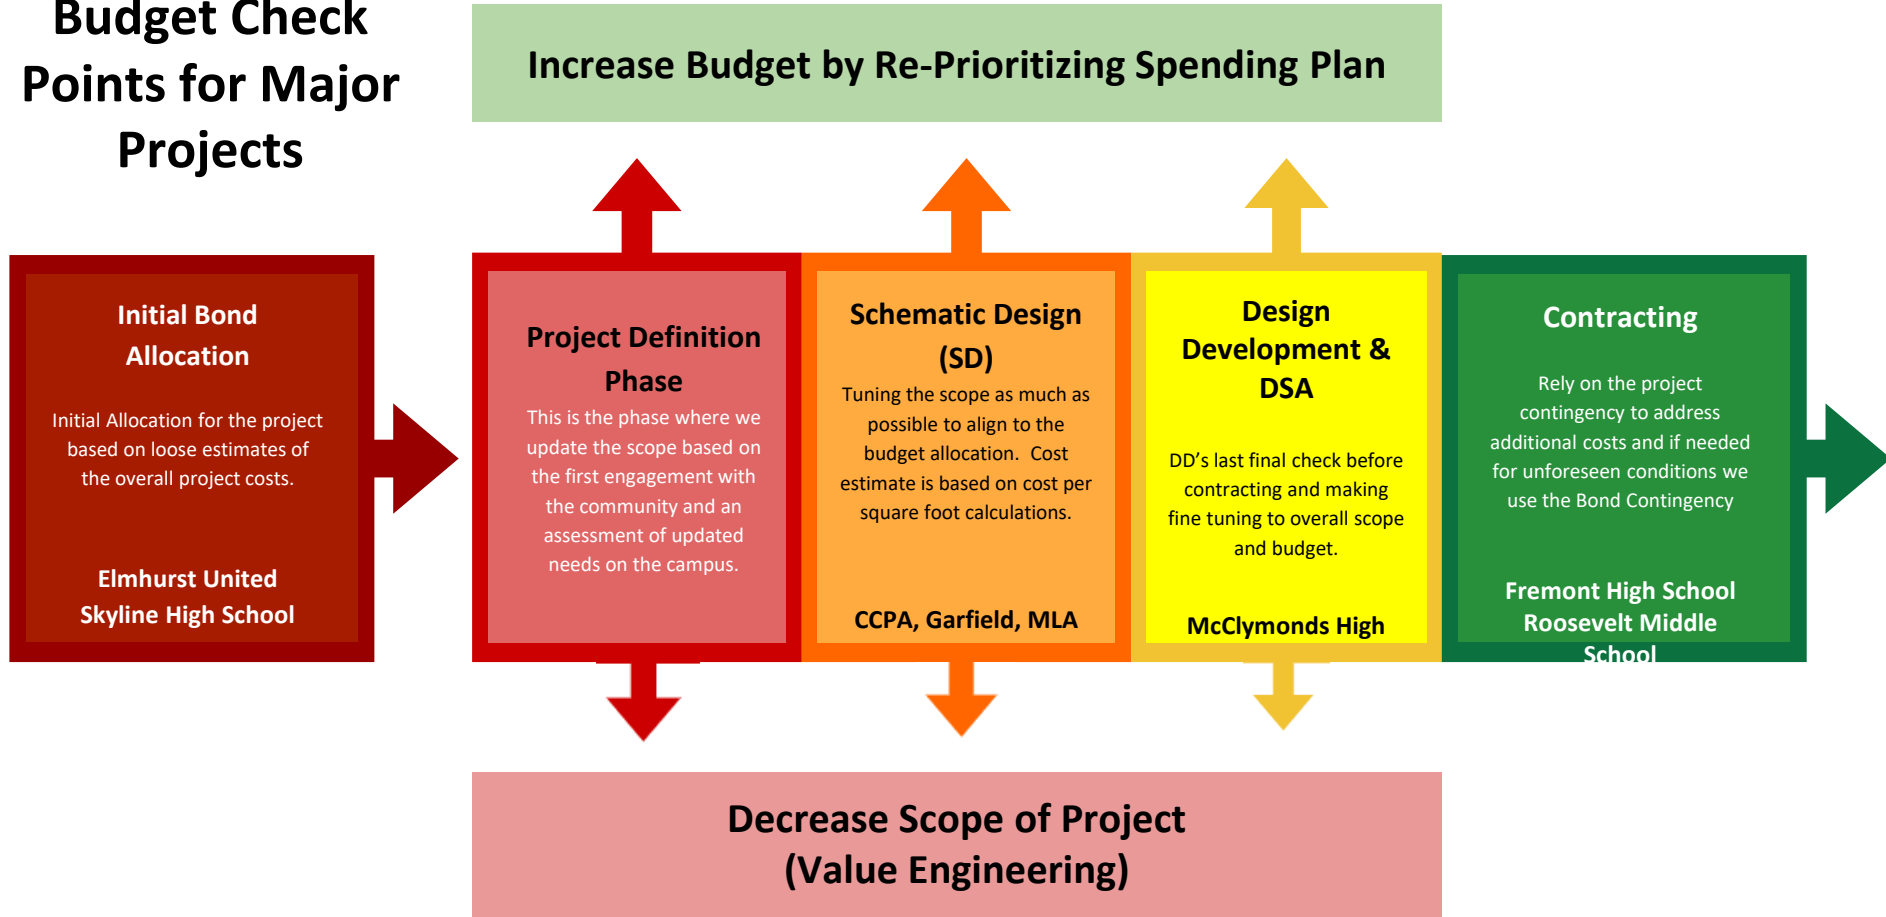 Budget Check
Points for Major
Projects
Increase Budget by Re-Prioritizing Spending Plan
Initial Bond
Allocation
Initial Allocation for the project
based on loose estimates of
the overall project costs.
Elmhurst United
Skyline High School
Project Definition
Phase
This is the phase where we
update the scope based on
the first engagement with
the community and an
assessment of updated
needs on the campus.
Schematic Design
(SD)
Tuning the scope as much as
possible to align to the
budget allocation.  Cost
estimate is based on cost per
square foot calculations.
CCPA, Garfield, MLA
Design
Development &
DSA
DD’s last final check before
contracting and making
fine tuning to overall scope
and budget.
McClymonds High
Contracting
Rely on the project
contingency to address
additional costs and if needed
for unforeseen conditions we
use the Bond Contingency
Fremont High School
Roosevelt Middle
School
Decrease Scope of Project
(Value Engineering)